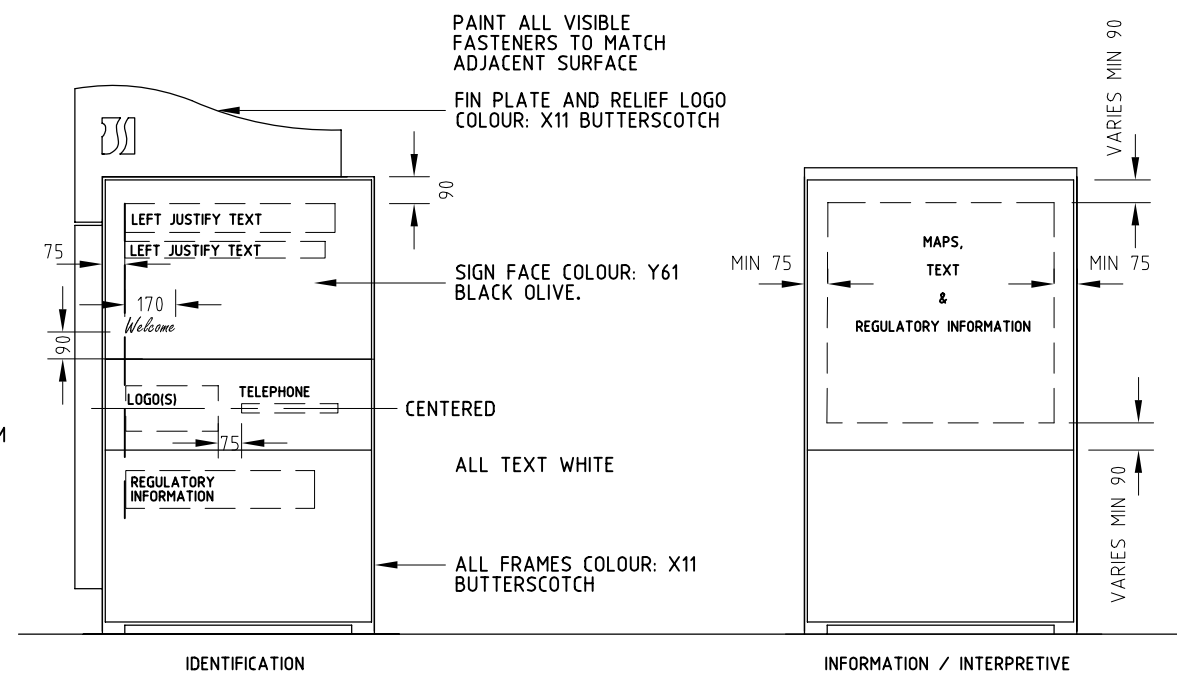 PAINT ALL VISIBLE
FASTENERS TO MATCH
ADJACENT SURFACE
FIN PLATE AND RELIEF LOGO
COLOUR: X11 BUTTERSCOTCH
90
LEFT JUSTIFY TEXT
LEFT JUSTIFY TEXT
75
SIGN FACE COLOUR: Y61
BLACK OLIVE.
170
Welcome
90
LOGO(S)
TELEPHONE
CENTERED
75
M
ALL TEXT WHITE
REGULATORY
INFORMATION
ALL FRAMES COLOUR: X11
BUTTERSCOTCH
IDENTIFICATION
VARIES MIN 90
MIN 75
MAPS,
TEXT
&
REGULATORY INFORMATION
MIN 75
VARIES MIN 90
INFORMATION / INTERPRETIVE